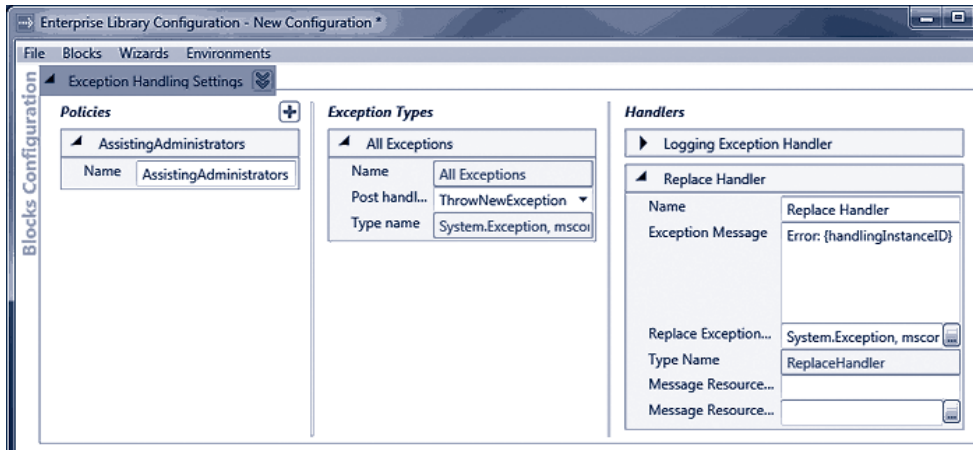 Enterprise Library Configuration - New Configuration *
File Blocks Wizards Environments
Blocks Configuration
Exception Handling Settings
Policies
AssistingAdministrators
Name AssistingAdministrators
Exception Types
All Exceptions
Name All Exceptions
Post handl... ThrowNewException
Type name System.Exception, mscor
Handlers
Logging Exception Handler
Replace Handler
Name Replace Handler
Exception Message Error: {handlingInstanceID}
Replace Exception... System.Exception, mscor
Type Name ReplaceHandler
Message Resource...
Message Resource...